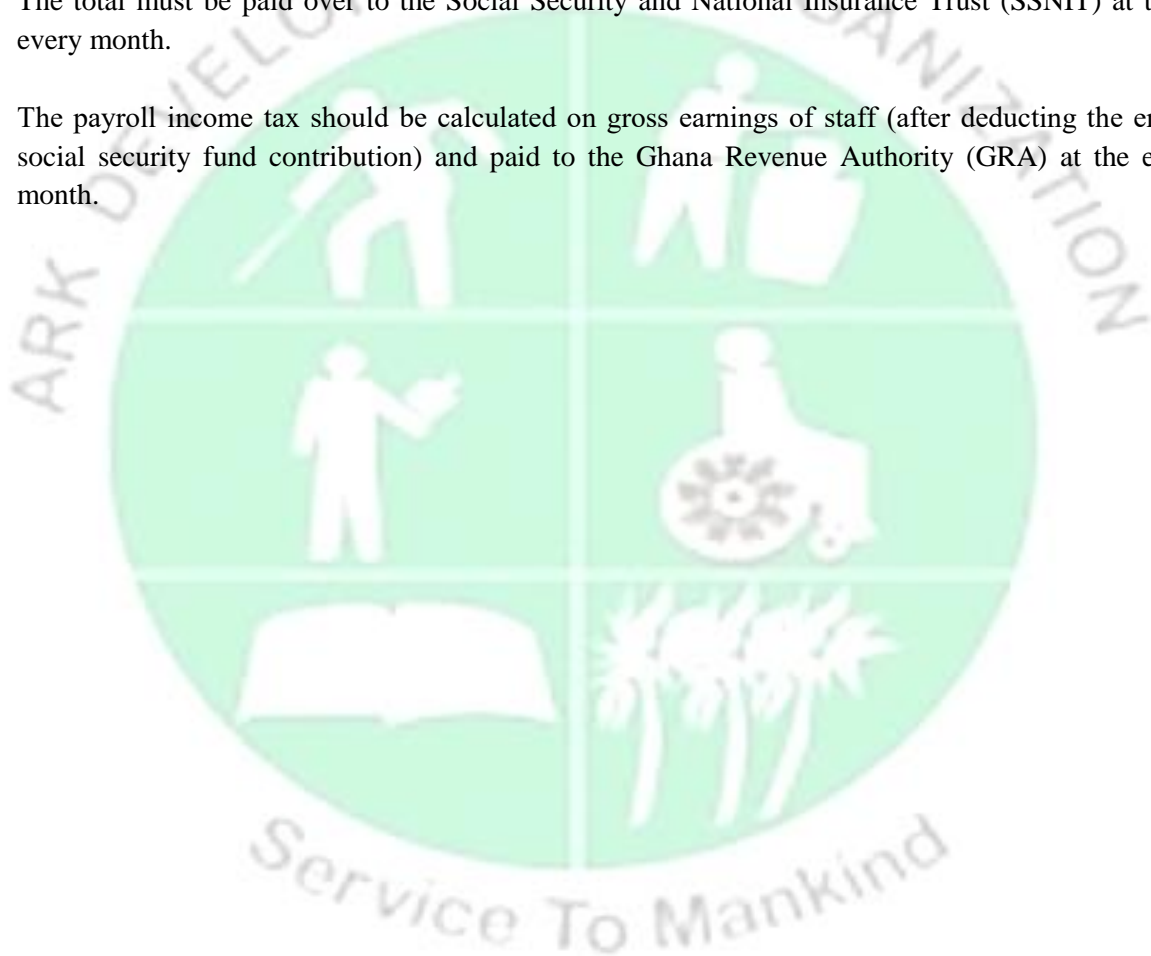 The total must be paid over to the Social Security and National Insurance Trust (SSNIT) at
every month.
The payroll income tax should be calculated on gross earnings of staff (after deducting the
social security fund contribution) and paid to the Ghana Revenue Authority (GRA) at the
month.
ARK
Service To Mankind